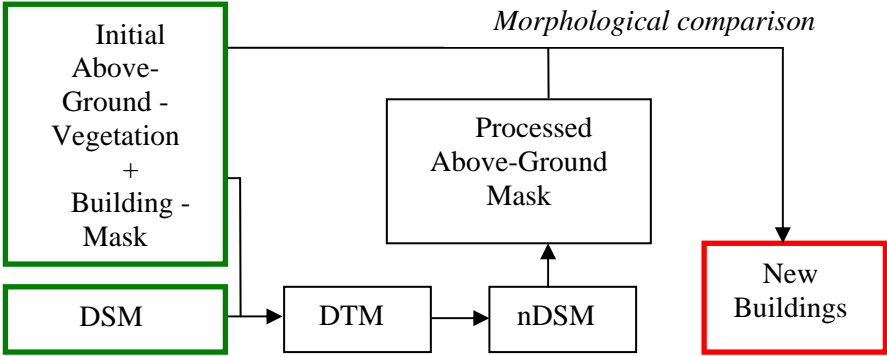 Morphological comparison
Initial
Above-
Ground -
Vegetation
+
Building -
Mask
Processed
Above-Ground
Mask
New
Buildings
DSM
DTM
nDSM